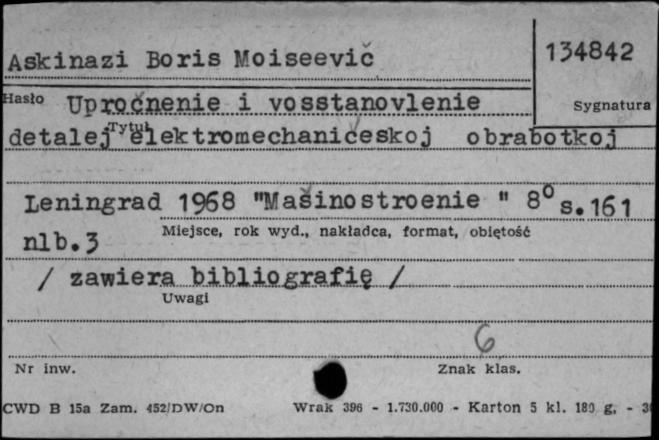 Askinazi Boris Moiseevič
134842
Hasło
Upročnenie i vosstanovlenie
Sygnatura
detalej elektromechaničeskoj obrabotkoj
Tytuł
Leningrad 1968 "Mašinostroenie " 8⁰ s.161
Miejsce, rok wyd., nakładca, format, objętość
nlb.3
/ zawiera bibliografię /
Uwagi
6
Nr inw.
Znak klas.
CWD B 15a Zam. 452/DW/On
Wrak 396 - 1.730.000 - Karton 5 kl. 180 g, -